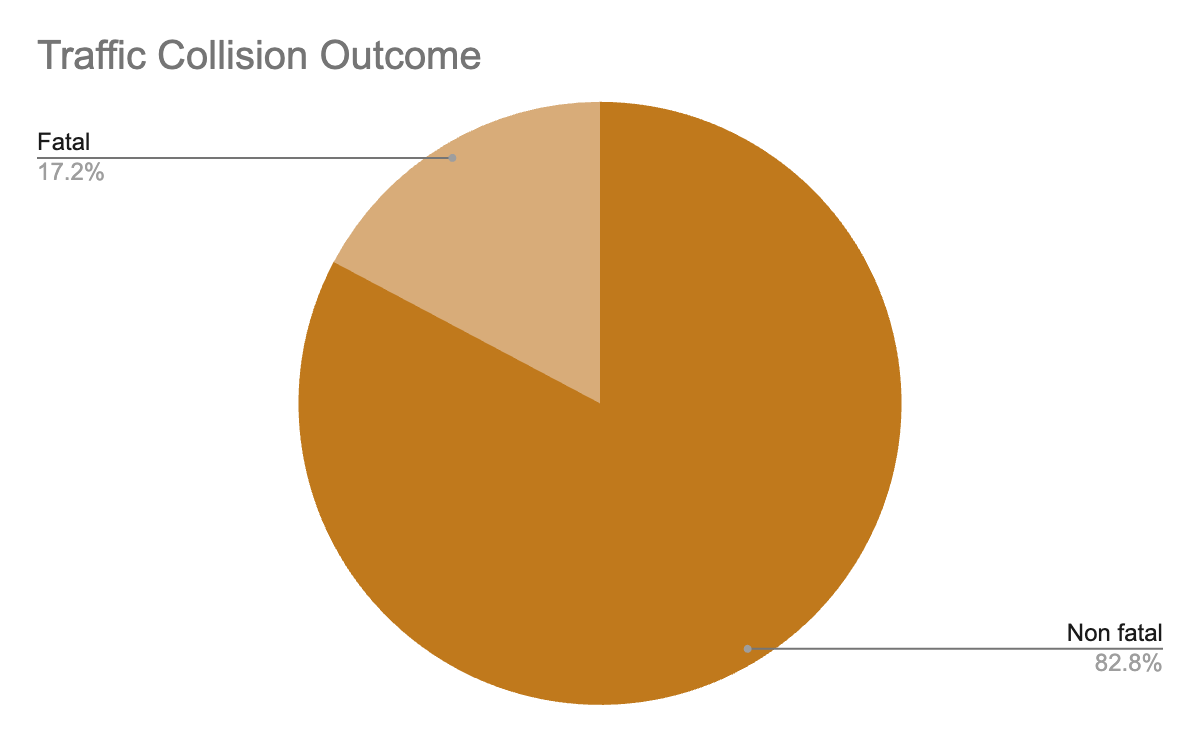 Traffic Collision Outcome
Fatal
17.2%
Non fatal
82.8%